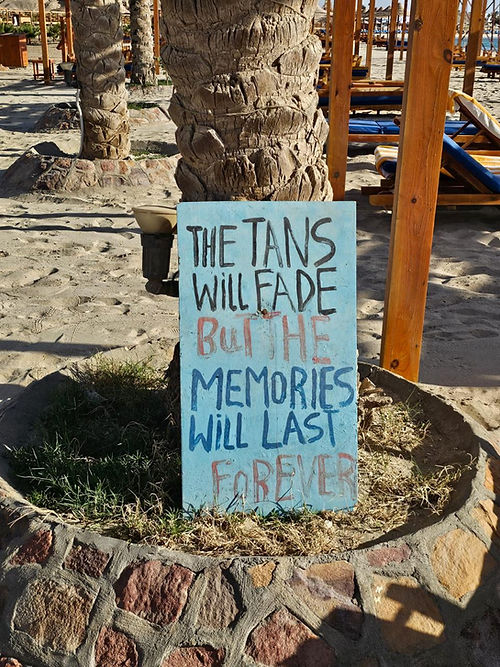 THE TANS
WILL FADE
BUT THE
MEMORIES
WILL LAST
FOREVER